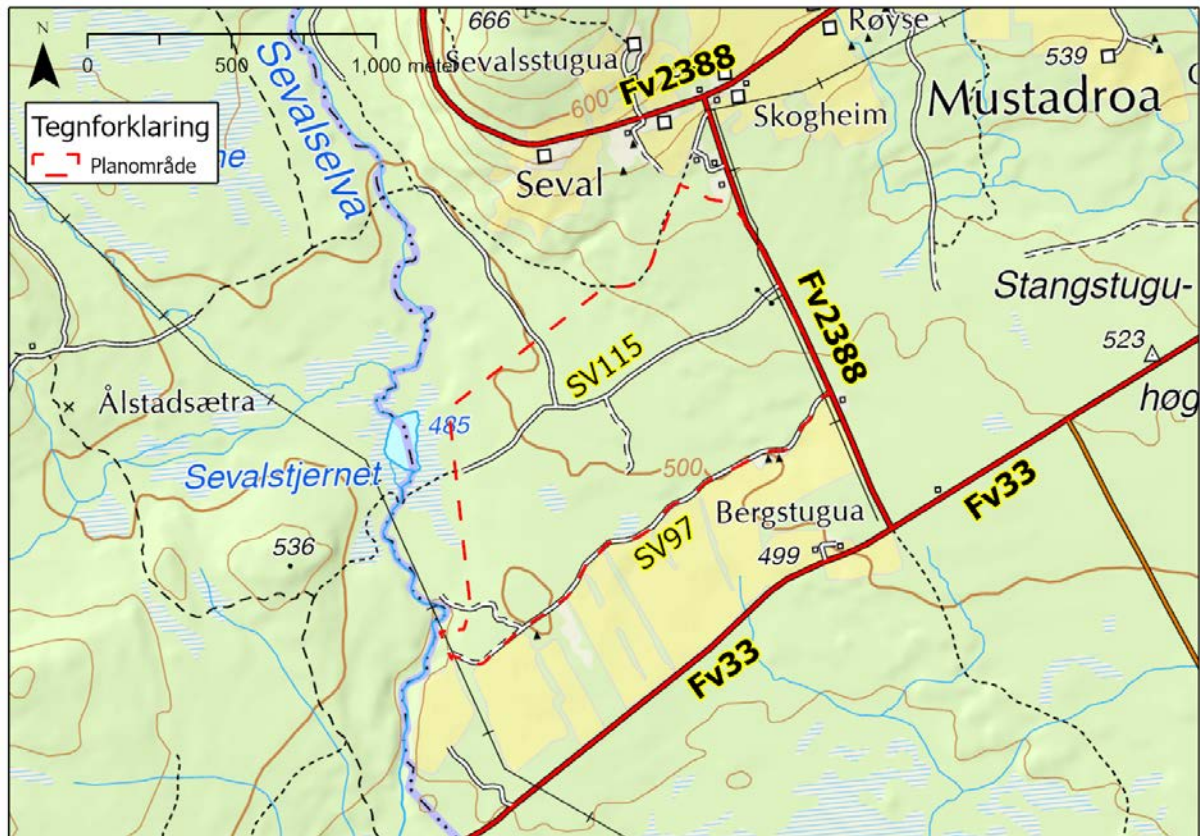 666
Røyse
N
0
500
1,000 meter
Sevalsstugua
Fv2388
539
600
Mustadroa
Skogheim
Tegnforklaring
Planområde
Sevalselva
Seval
Fv2388
Stangstugu-
523
høg
SV115
Ålstadsætra
485
Sevalstjernet
500
Bergstugua
Fv33
SV97
499
536
Fv33